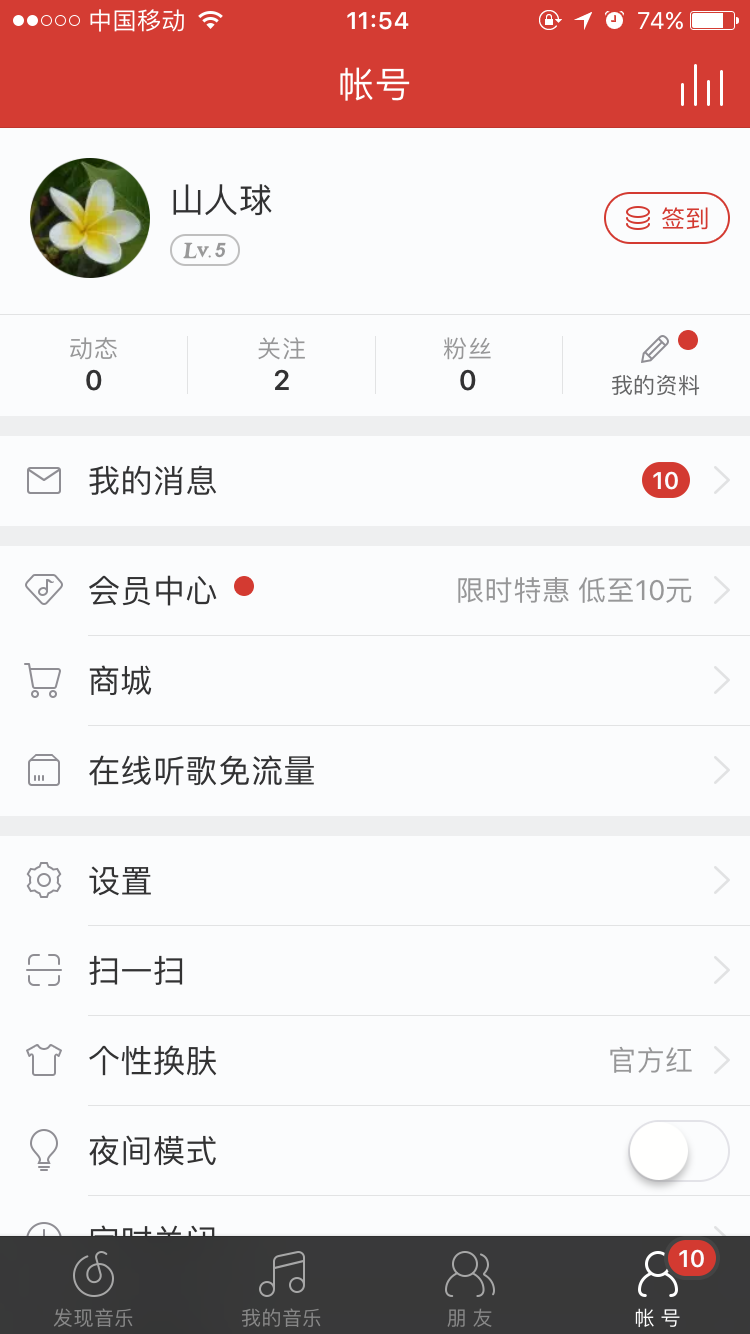 中国移动 11:54 74%
帐号
山人球
Lv.5
签到
动态 关注 粉丝
0 2 0
我的资料
我的消息 10
会员中心 限时特惠 低至10元
商城
在线听歌免流量
设置
扫一扫
个性换肤 官方红
夜间模式
定时关闭
10
发现音乐 我的音乐 朋友 帐号